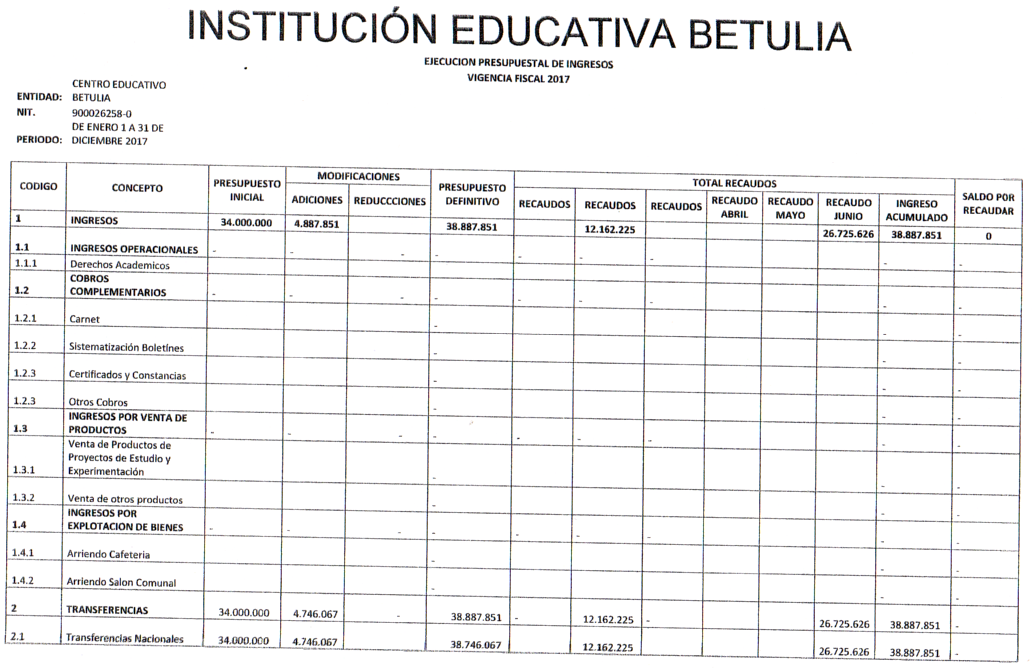 INSTITUCIÓN EDUCATIVA BETULIA
EJECUCION PRESUPUESTAL DE INGRESOS
VIGENCIA FISCAL 2017
CENTRO EDUCATIVO
ENTIDAD: BETULIA
NIT. 900026258-0
DE ENERO 1 A 31 DE
PERIODO: DICIEMBRE 2017
CODIGO CONCEPTO PRESUPUESTO INICIAL MODIFICACIONES ADICIONES REDUCCCIONES PRESUPUESTO DEFINITIVO TOTAL RECAUDOS RECAUDOS RECAUDOS RECAUDOS RECAUDO ABRIL RECAUDO MAYO RECAUDO JUNIO INGRESO ACUMULADO SALDO POR RECAUDAR
1 INGRESOS 34.000.000 4.887.851 38.887.851 12.162.225 26.725.626 38.887.851 0
1.1 INGRESOS OPERACIONALES - - - - - - - - -
1.1.1 Derechos Academicos - -
COBROS
1.2 COMPLEMENTARIOS - - - - - - - - -
1.2.1 Carnet - - -
1.2.2 Sistematización Boletínes - - -
1.2.3 Certificados y Constancias - - -
1.2.3 Otros Cobros - - -
INGRESOS POR VENTA DE
1.3 PRODUCTOS - - - - - - - - -
Venta de Productos de
Proyectos de Estudio y
1.3.1 Experimentación - - -
1.3.2 Venta de otros productos - - -
INGRESOS POR
1.4 EXPLOTACION DE BIENES - - - - - - - - -
1.4.1 Arriendo Cafeteria - - -
1.4.2 Arriendo Salon Comunal - -
2 TRANSFERENCIAS 34.000.000 4.746.067 - 38.887.851 - 12.162.225 - 26.725.626 38.887.851 -
2.1 Transferencias Nacionales 34.000.000 4.746.067 38.746.067 12.162.225 26.725.626 38.887.851 -